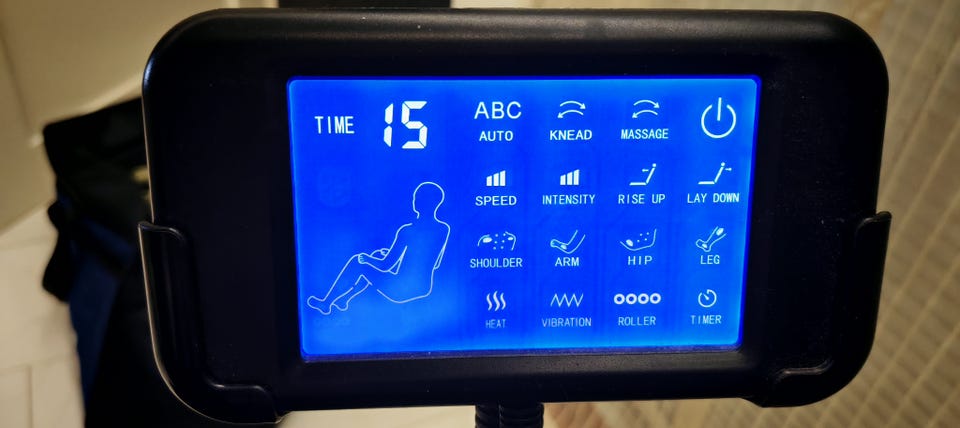 TIME 15
ABC
AUTO
KNEAD
MASSAGE
SPEED
INTENSITY
RISE UP
LAY DOWN
SHOULDER
ARM
HIP
LEG
HEAT
VIBRATION
ROLLER
TIMER